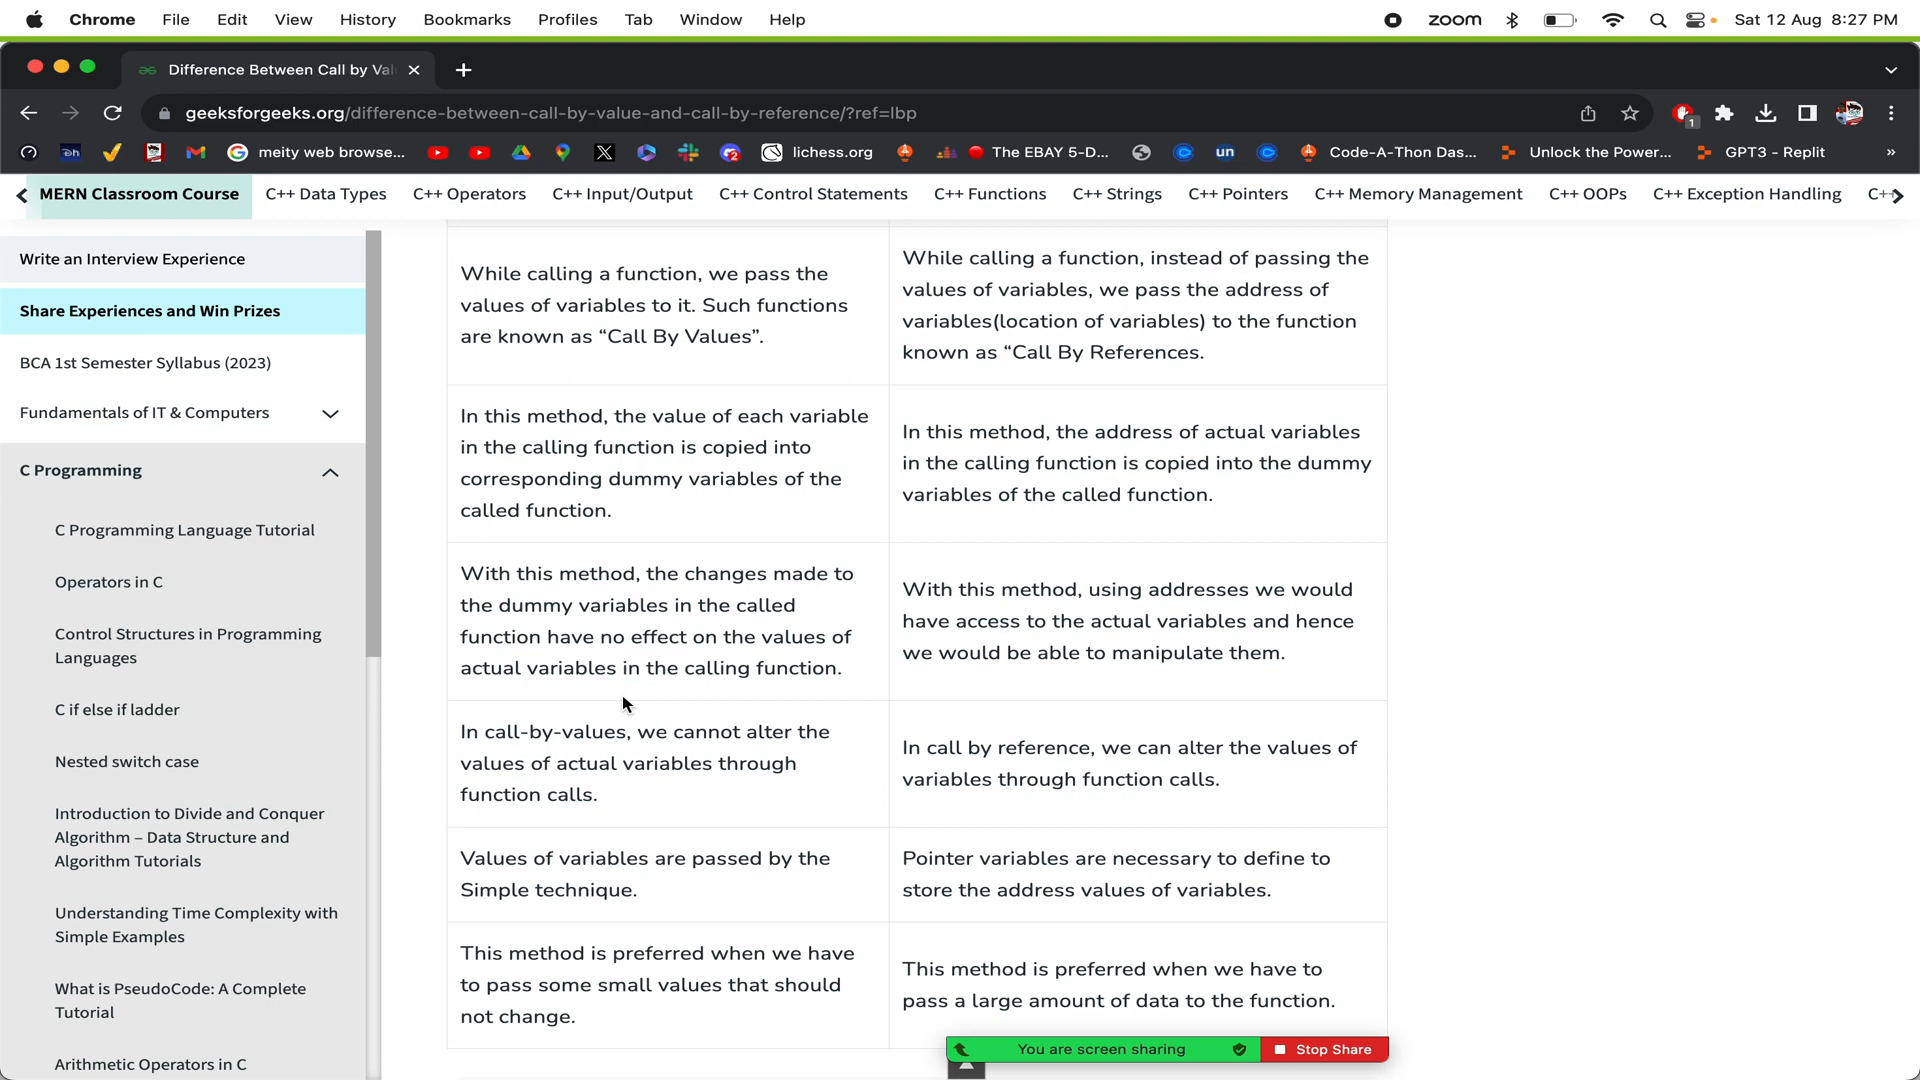 Chrome File Edit View History Bookmarks Profiles Tab Window Help zoom Sat 12 Aug 8:27 PM
Difference Between Call by Val
geeksforgeeks.org/difference-between-call-by-value-and-call-by-reference/?ref=lbp
meity web browse... lichess.org The EBAY 5-D... un Code-A-Thon Das... Unlock the Power... GPT3 - Replit »
MERN Classroom Course C++ Data Types C++ Operators C++ Input/Output C++ Control Statements C++ Functions C++ Strings C++ Pointers C++ Memory Management C++ OOPs C++ Exception Handling C++
Write an Interview Experience
Share Experiences and Win Prizes
BCA 1st Semester Syllabus (2023)
Fundamentals of IT & Computers
C Programming
C Programming Language Tutorial
Operators in C
Control Structures in Programming
Languages
C if else if ladder
Nested switch case
Introduction to Divide and Conquer
Algorithm – Data Structure and
Algorithm Tutorials
Understanding Time Complexity with
Simple Examples
What is PseudoCode: A Complete
Tutorial
Arithmetic Operators in C
While calling a function, we pass the
values of variables to it. Such functions
are known as “Call By Values”.
While calling a function, instead of passing the
values of variables, we pass the address of
variables(location of variables) to the function
known as “Call By References.
In this method, the value of each variable
in the calling function is copied into
corresponding dummy variables of the
called function.
In this method, the address of actual variables
in the calling function is copied into the dummy
variables of the called function.
With this method, the changes made to
the dummy variables in the called
function have no effect on the values of
actual variables in the calling function.
With this method, using addresses we would
have access to the actual variables and hence
we would be able to manipulate them.
In call-by-values, we cannot alter the
values of actual variables through
function calls.
In call by reference, we can alter the values of
variables through function calls.
Values of variables are passed by the
Simple technique.
Pointer variables are necessary to define to
store the address values of variables.
This method is preferred when we have
to pass some small values that should
not change.
This method is preferred when we have to
pass a large amount of data to the function.
You are screen sharing Stop Share